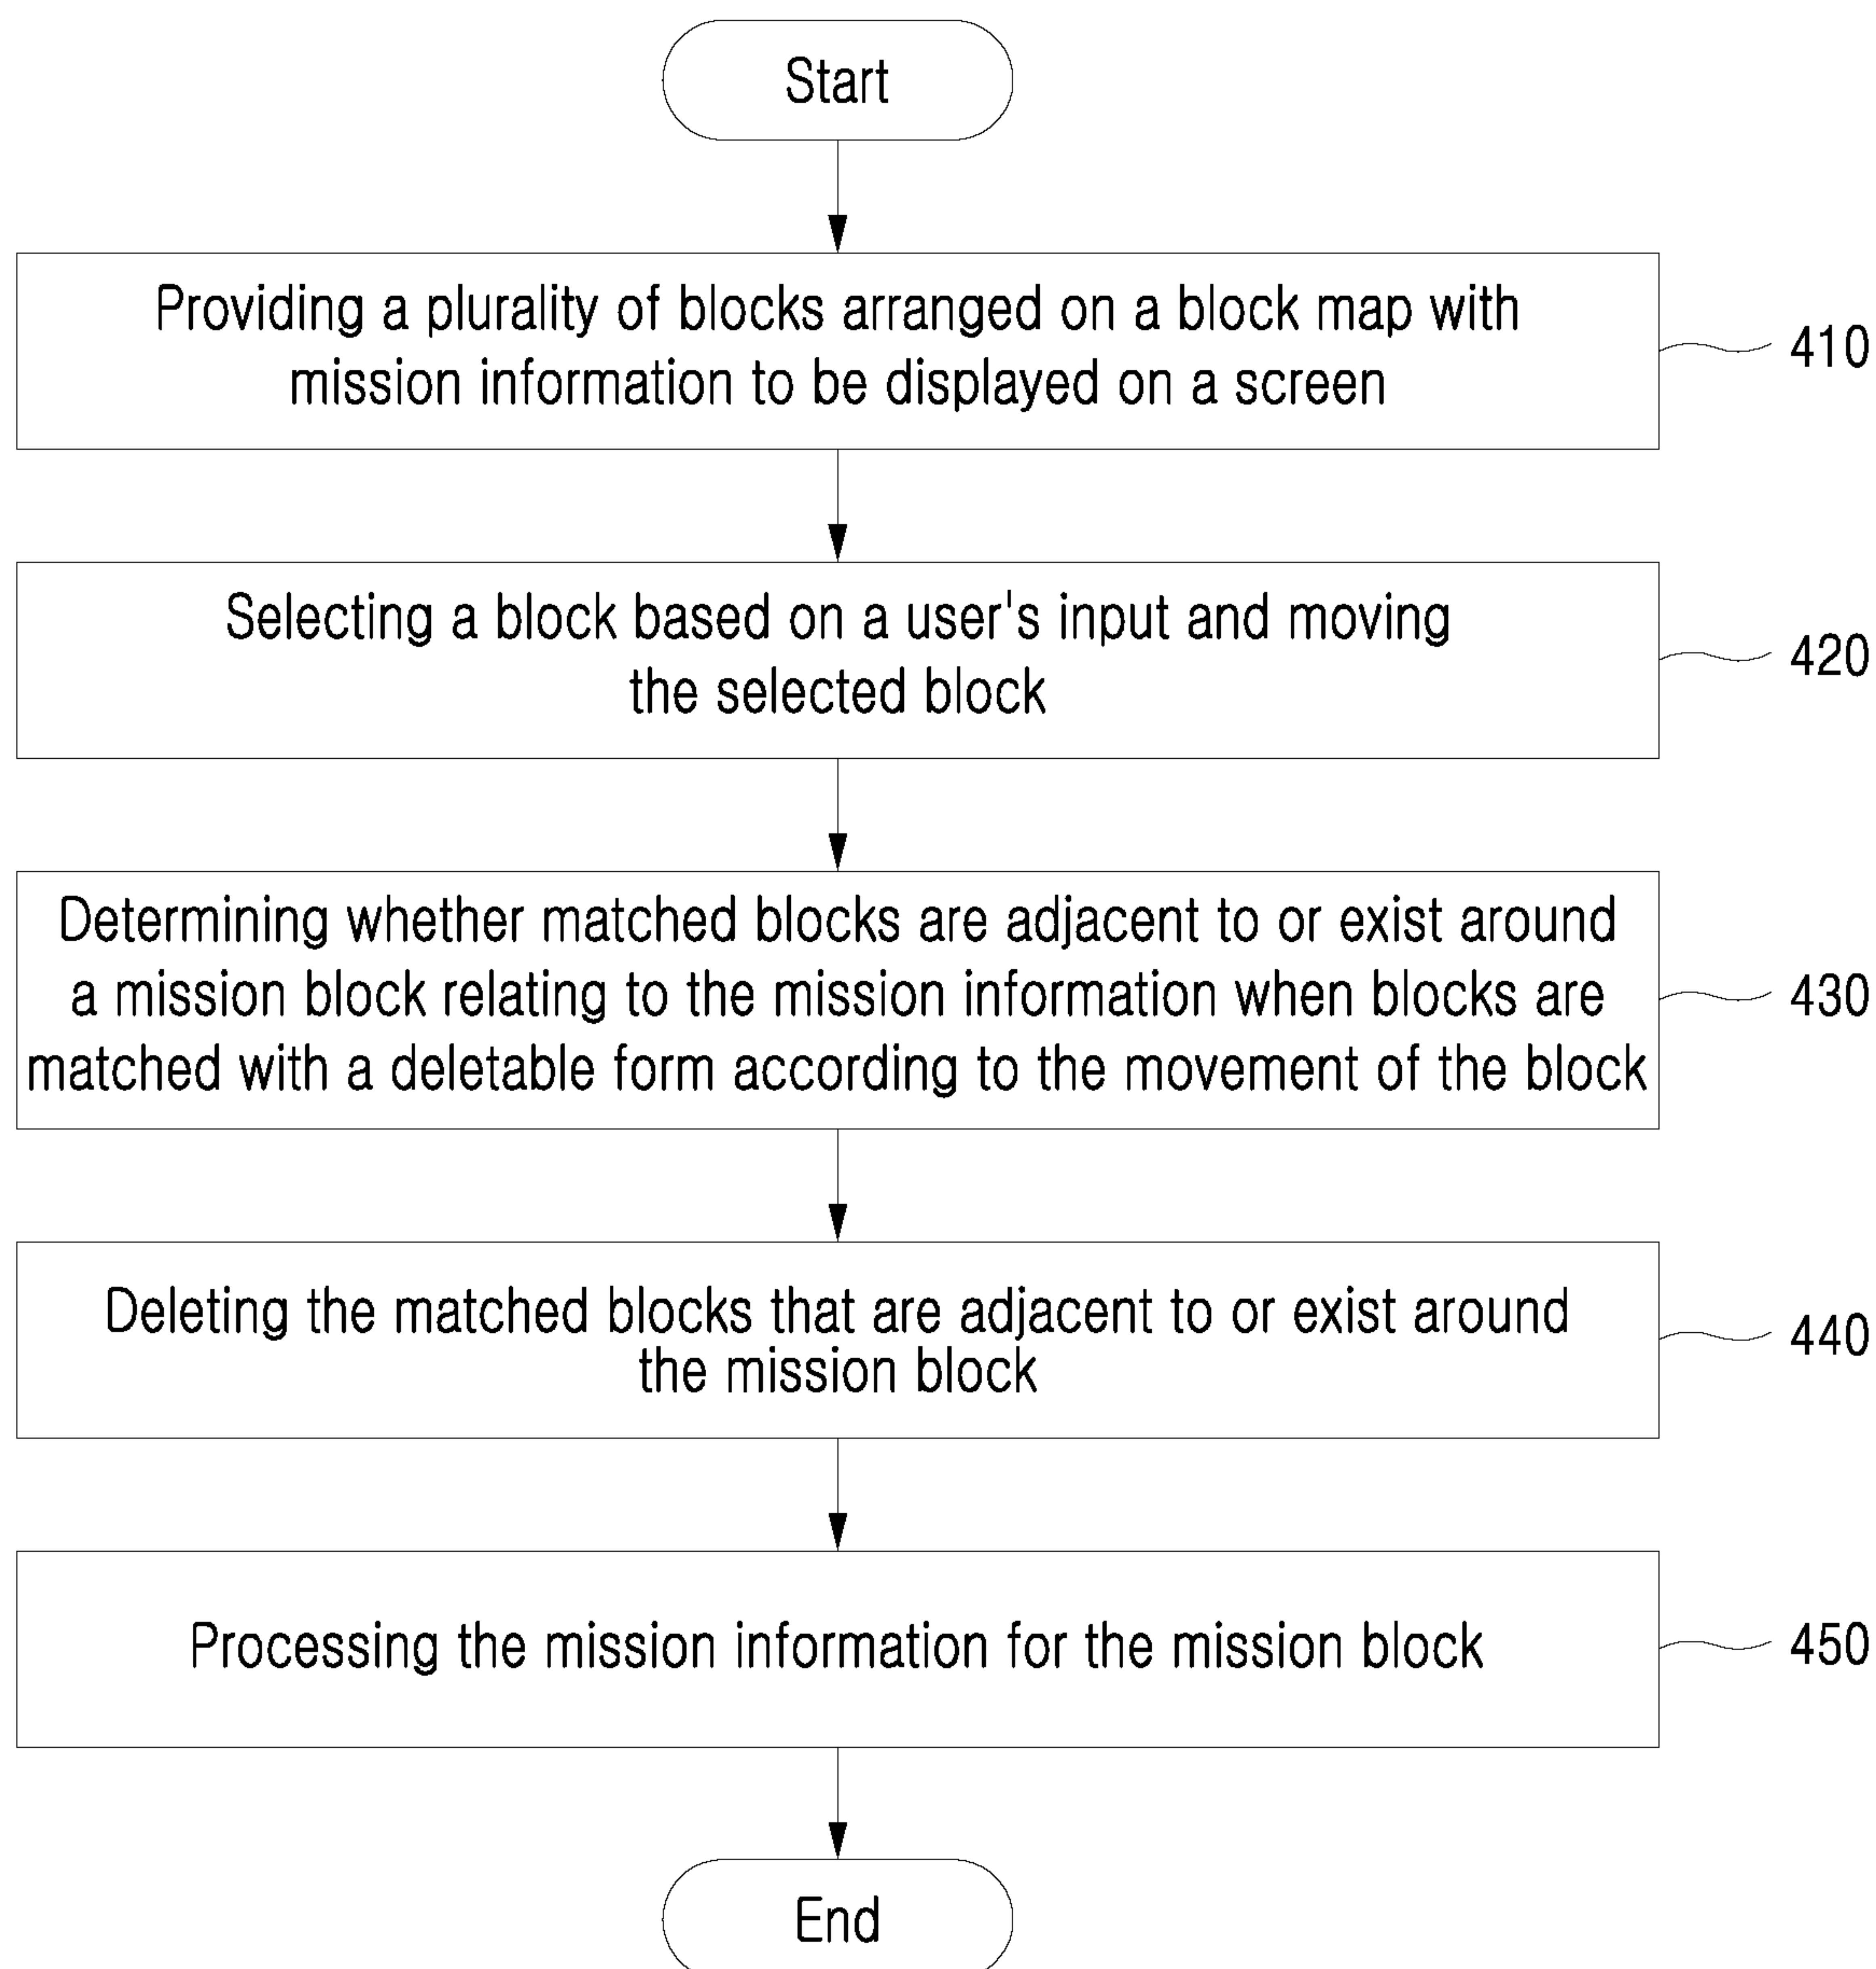 Start
Providing a plurality of blocks arranged on a block map with
mission information to be displayed on a screen
410
Selecting a block based on a user's input and moving
the selected block
420
Determining whether matched blocks are adjacent to or exist around
a mission block relating to the mission information when blocks are
matched with a deletable form according to the movement of the block
430
Deleting the matched blocks that are adjacent to or exist around
the mission block
440
Processing the mission information for the mission block
450
End